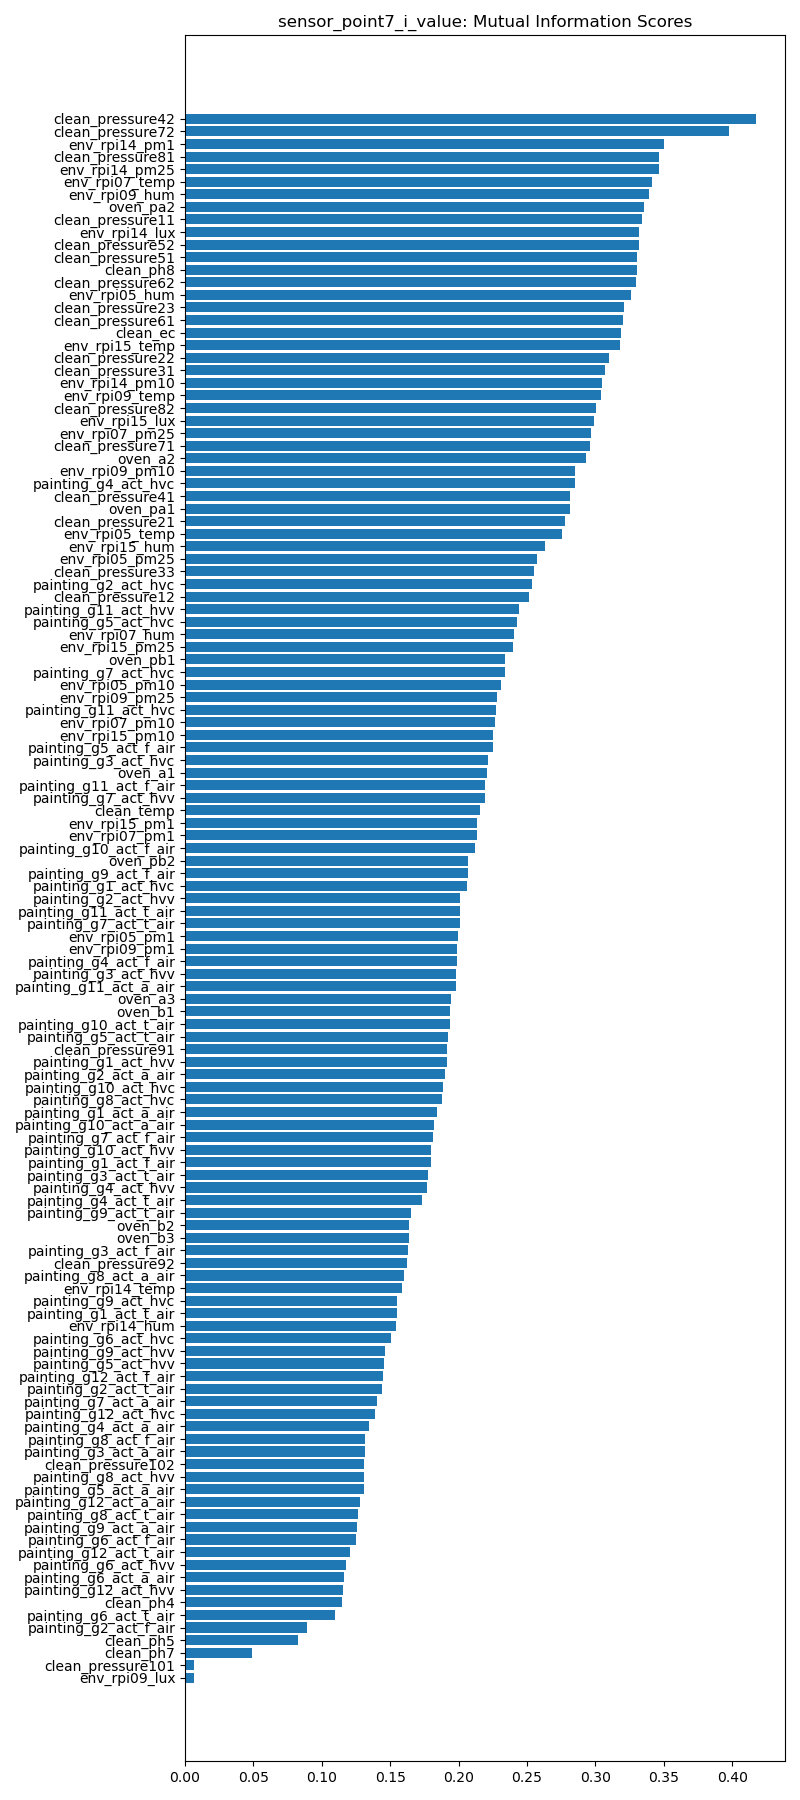 sensor_point7_i_value: Mutual Information Scores
clean_pressure42
clean_pressure72
env_rpi14_pm1
clean_pressure81
env_rpi14_pm25
env_rpi07_temp
env_rpi09_hum
oven_pa2
clean_pressure11
env_rpi14_lux
clean_pressure52
clean_pressure51
clean_ph8
clean_pressure62
env_rpi05_hum
clean_pressure23
clean_pressure61
clean_ec
env_rpi15_temp
clean_pressure22
clean_pressure31
env_rpi14_pm10
env_rpi09_temp
clean_pressure82
env_rpi15_lux
env_rpi07_pm25
clean_pressure71
oven_a2
env_rpi09_pm10
painting_g4_act_hvc
clean_pressure41
oven_pa1
clean_pressure21
env_rpi05_temp
env_rpi15_hum
env_rpi05_pm25
clean_pressure33
painting_g2_act_hvc
clean_pressure12
painting_g11_act_hvv
painting_g5_act_hvc
env_rpi07_hum
env_rpi15_pm25
oven_pb1
painting_g7_act_hvc
env_rpi05_pm10
env_rpi09_pm25
painting_g11_act_hvc
env_rpi07_pm10
env_rpi15_pm10
painting_g5_act_f_air
painting_g3_act_hvc
oven_a1
painting_g11_act_f_air
painting_g7_act_hvv
clean_temp
env_rpi15_pm1
env_rpi07_pm1
painting_g10_act_f_air
oven_pb2
painting_g9_act_f_air
painting_g1_act_hvc
painting_g2_act_hvv
painting_g11_act_t_air
painting_g7_act_t_air
env_rpi05_pm1
env_rpi09_pm1
painting_g4_act_f_air
painting_g3_act_hvv
painting_g11_act_a_air
oven_a3
oven_b1
painting_g10_act_t_air
painting_g5_act_t_air
clean_pressure91
painting_g1_act_hvv
painting_g2_act_a_air
painting_g10_act_hvc
painting_g8_act_hvc
painting_g1_act_a_air
painting_g10_act_a_air
painting_g7_act_f_air
painting_g10_act_hvv
painting_g1_act_f_air
painting_g3_act_t_air
painting_g4_act_hvv
painting_g4_act_t_air
painting_g9_act_t_air
oven_b2
oven_b3
painting_g3_act_f_air
clean_pressure92
painting_g8_act_a_air
env_rpi14_temp
painting_g9_act_hvc
painting_g1_act_t_air
env_rpi14_hum
painting_g6_act_hvc
painting_g9_act_hvv
painting_g5_act_hvv
painting_g12_act_f_air
painting_g2_act_t_air
painting_g7_act_a_air
painting_g12_act_hvc
painting_g4_act_a_air
painting_g8_act_f_air
painting_g3_act_a_air
clean_pressure102
painting_g8_act_hvv
painting_g5_act_a_air
painting_g12_act_a_air
painting_g8_act_t_air
painting_g9_act_a_air
painting_g6_act_f_air
painting_g12_act_t_air
painting_g6_act_hvv
painting_g6_act_a_air
painting_g12_act_hvv
clean_ph4
painting_g6_act_t_air
painting_g2_act_f_air
clean_ph5
clean_ph7
clean_pressure101
env_rpi09_lux
0.00 0.05 0.10 0.15 0.20 0.25 0.30 0.35 0.40